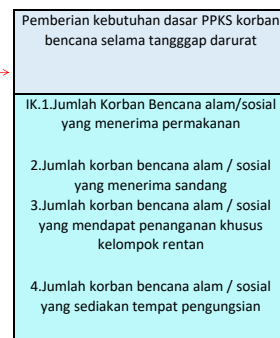 Pemberian kebutuhan dasar PPKS korban
bencana selama tangggap darurat
IK.1.Jumlah Korban Bencana alam/sosial
yang menerima permakanan
2.Jumlah korban bencana alam / sosial
yang menerima sandang
3.Jumlah korban bencana alam / sosial
yang mendapat penanganan khusus
kelompok rentan
4.Jumlah korban bencana alam / sosial
yang sediakan tempat pengungsian